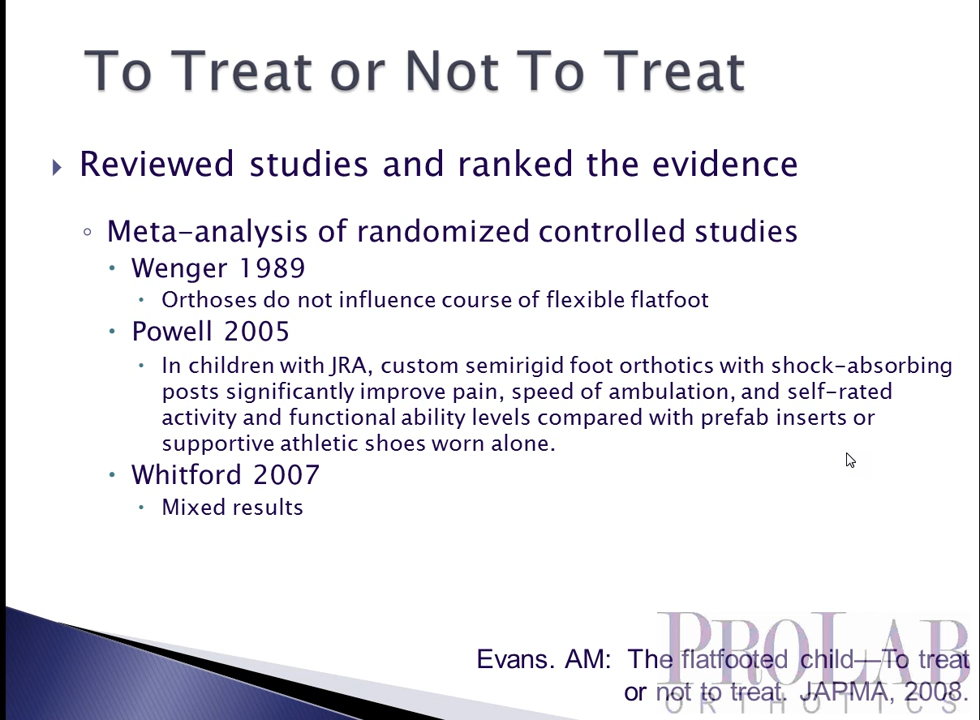 To Treat or Not To Treat
Reviewed studies and ranked the evidence
Meta-analysis of randomized controlled studies
Wenger 1989
Orthoses do not influence course of flexible flatfoot
Powell 2005
In children with JRA, custom semirigid foot orthotics with shock-absorbing
posts significantly improve pain, speed of ambulation, and self-rated
activity and functional ability levels compared with prefab inserts or
supportive athletic shoes worn alone.
Whitford 2007
Mixed results
PROLAB
ORTHOTICS
Evans. AM: The flatfooted child—To treat
or not to treat. JAPMA, 2008.